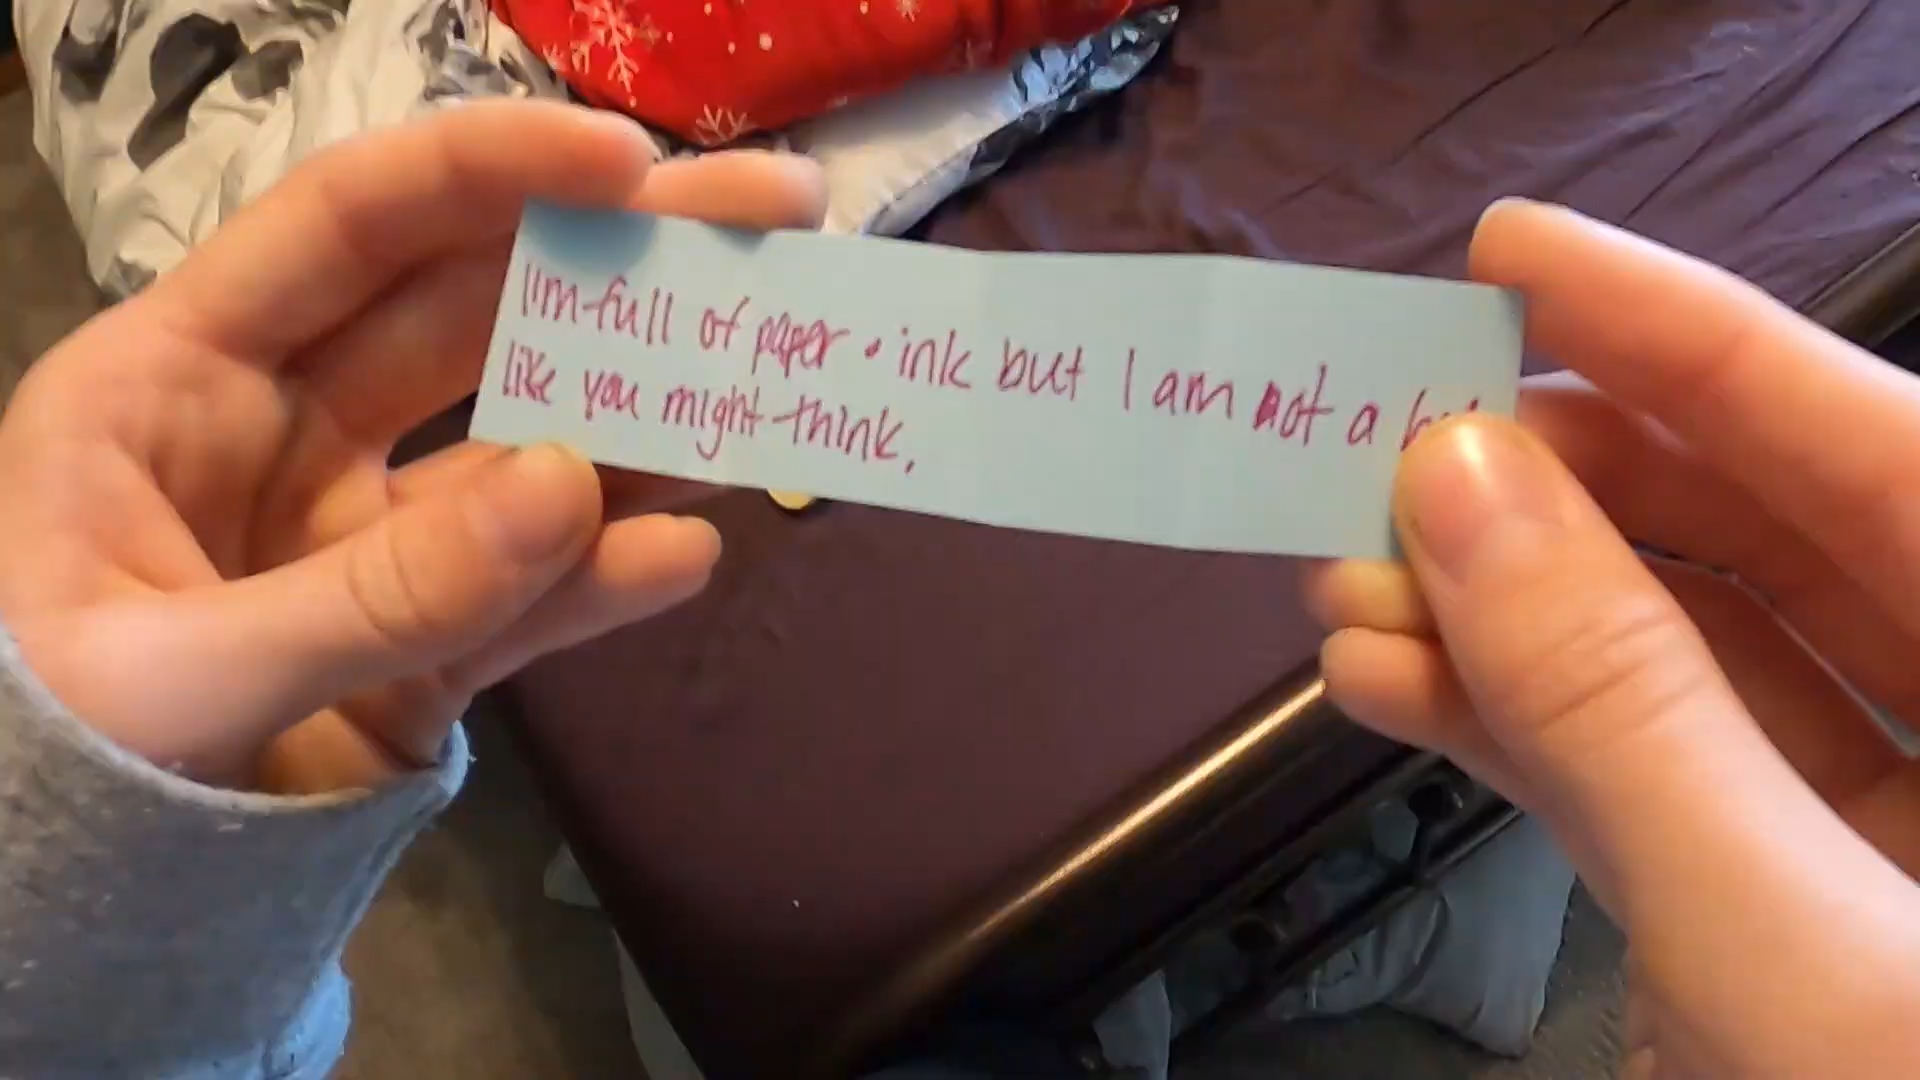 I'm full of paper • ink but I am not a
like you might think.